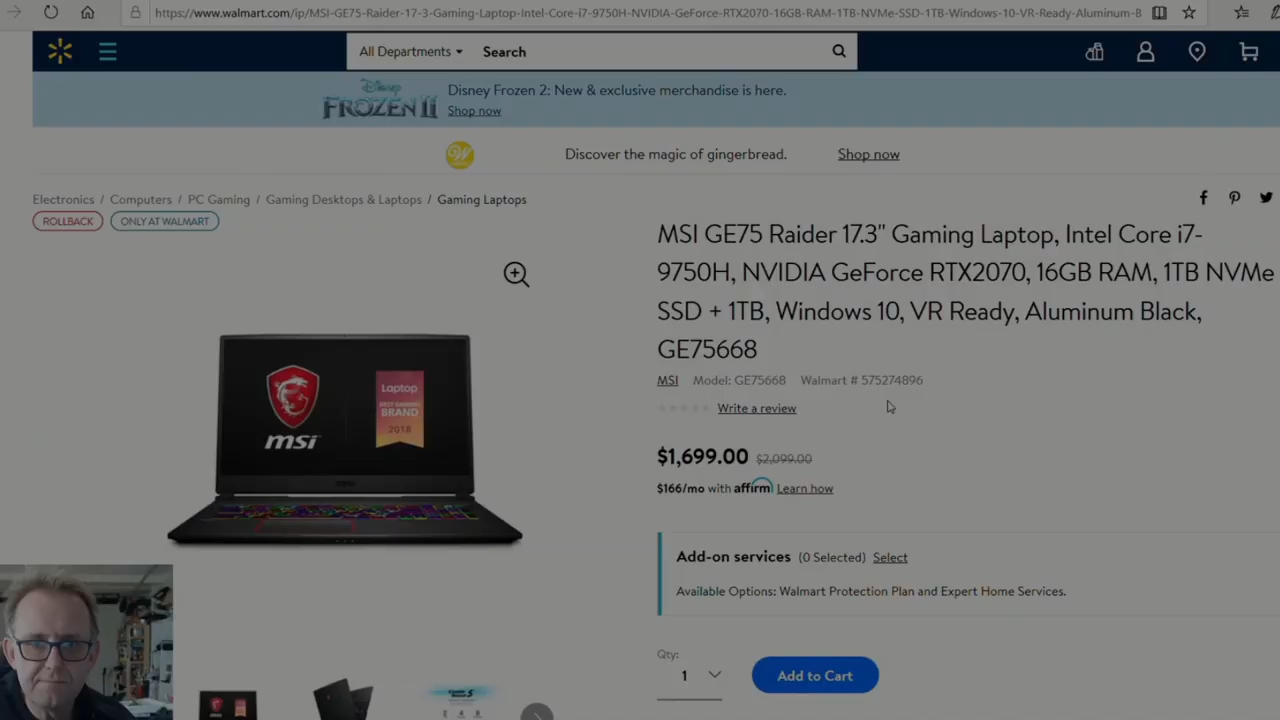 https://www.walmart.com/ip/MSI-GE75-Raider-17-3-Gaming-Laptop-Intel-Core-i7-9750H-NVIDIA-GeForce-RTX2070-16GB-RAM-1TB-NVMe-SSD-1TB-Windows-10-VR-Ready-Aluminum-B
All Departments
Search
Disney
FROZEN II
Disney Frozen 2: New & exclusive merchandise is here.
Shop now
W
Discover the magic of gingerbread.
Shop now
Electronics / Computers / PC Gaming / Gaming Desktops & Laptops / Gaming Laptops
ROLLBACK
ONLY AT WALMART
MSI GE75 Raider 17.3" Gaming Laptop, Intel Core i7-
9750H, NVIDIA GeForce RTX2070, 16GB RAM, 1TB NVMe
SSD + 1TB, Windows 10, VR Ready, Aluminum Black,
GE75668
MSI Model: GE75668 Walmart # 575274896
Write a review
Laptop
BEST GAMING
BRAND
2018
msi
$1,699.00 $2,099.00
$166/mo with affirm Learn how
Add-on services (0 Selected) Select
Available Options: Walmart Protection Plan and Expert Home Services.
Qty:
1
Add to Cart